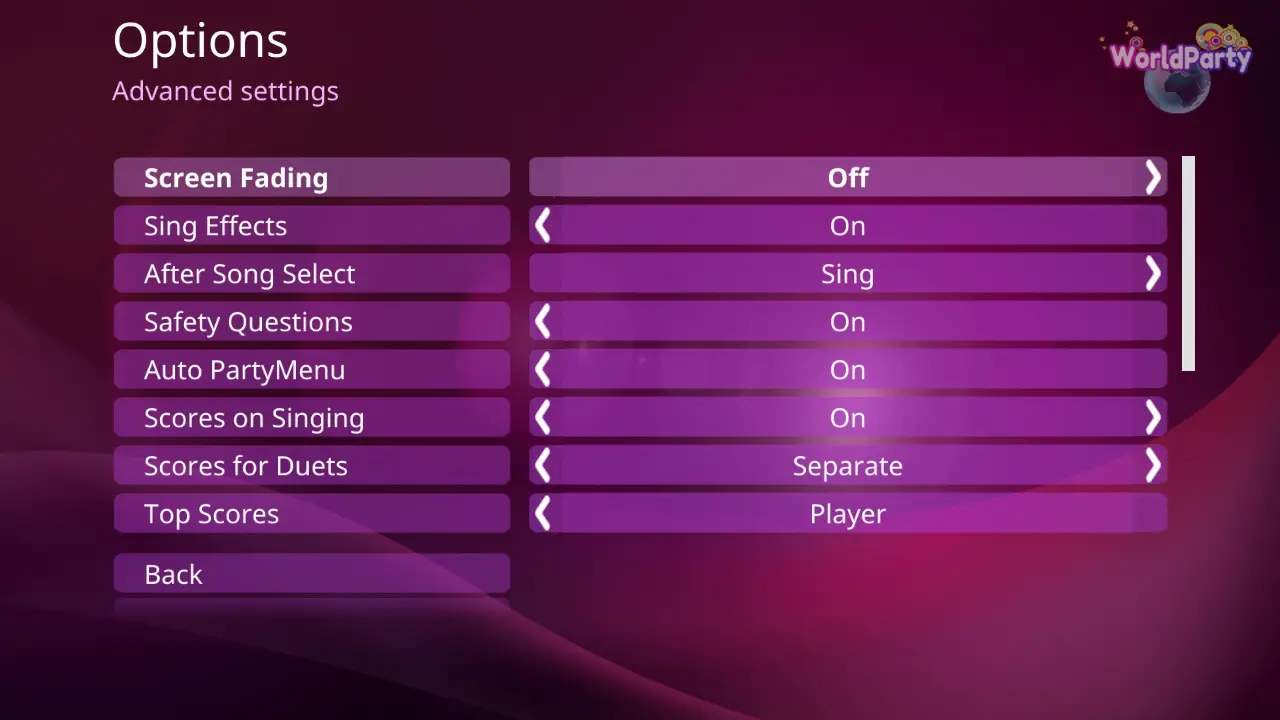 Options
WorldParty
Advanced settings
Screen Fading Off
Sing Effects On
After Song Select Sing
Safety Questions On
Auto PartyMenu On
Scores on Singing On
Scores for Duets Separate
Top Scores Player
Back